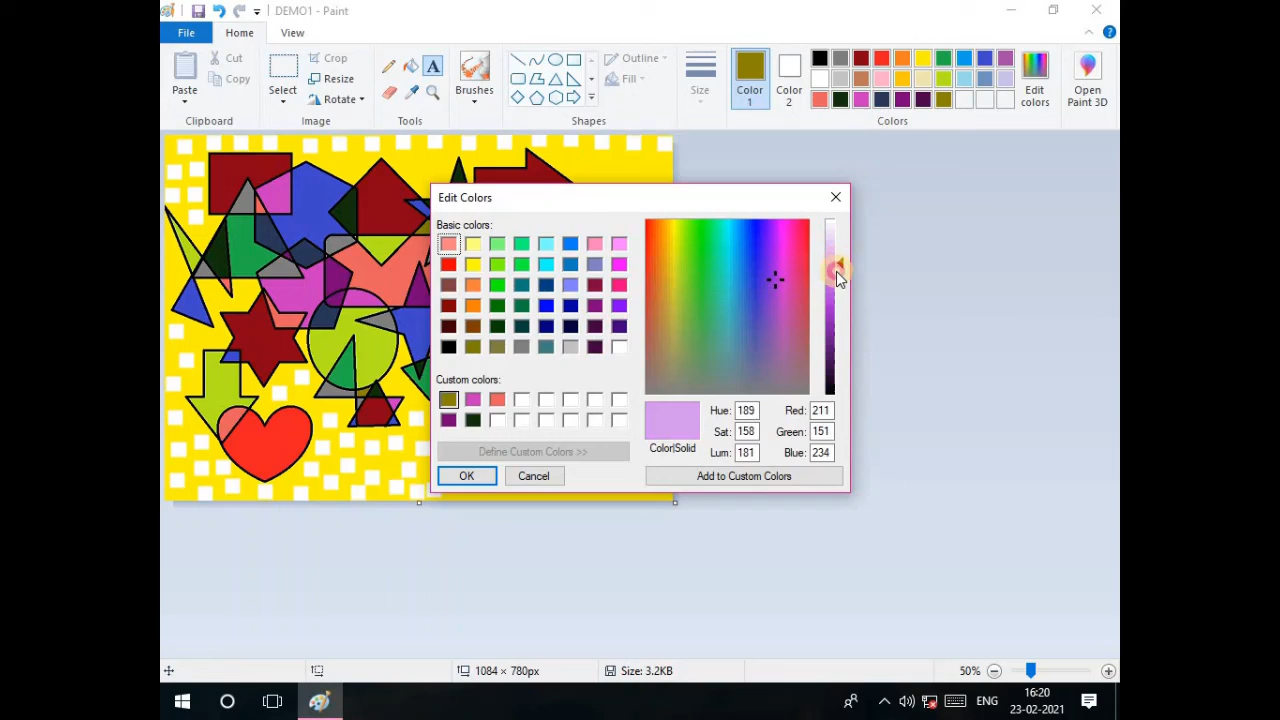 DEMO1 - Paint
File Home View
Paste
Cut
Copy
Clipboard
Select
Crop
Resize
Rotate
Image
A
Tools
Brushes
Outline
Fill
Shapes
Size
Color 1
Color 2
Edit colors
Colors
Open Paint 3D
Edit Colors
Basic colors:
Custom colors:
Define Custom Colors >>
OK Cancel
Color|Solid
Hue: 189 Red: 211
Sat: 158 Green: 151
Lum: 181 Blue: 234
Add to Custom Colors
1084 × 780px
Size: 3.2KB
50%
ENG
16:20
23-02-2021